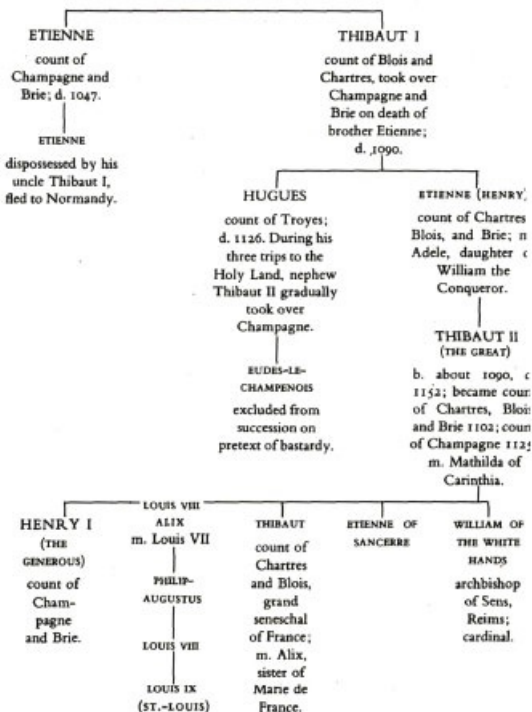 ETIENNE
count of
Champagne and
Brie; d. 1047.
ETIENNE
dispossessed by his
uncle Thibaut I,
fled to Normandy.
THIBAUT I
count of Blois and
Chartres, took over
Champagne and
Brie on death of
brother Etienne;
d. 1090.
HUGUES
count of Troyes;
d. 1126. During his
three trips to the
Holy Land, nephew
Thibaut II gradually
took over
Champagne.
EUDES-LE-
CHAMPENOIS
excluded from
succession on
pretext of bastardy.
ETIENNE (HENRY)
count of Chartres
Blois, and Brie;
Adele, daughter
William the
Conqueror.
THIBAUT II
(THE GREAT)
b. about 1090,
1152; became
of Chartres, Blois
and Brie 1102;
of Champagne 1125
m. Mathilda of
Carinthia.
HENRY I
(THE
GENEROUS)
count of
Cham-
pagne
and Brie.
LOUIS VIII
ALIX
m. Louis VII
PHILIP-
AUGUSTUS
LOUIS VIII
LOUIS IX
(ST.-LOUIS)
THIBAUT
count of
Chartres
and Blois,
grand
seneschal
of France;
m. Alix,
sister of
Marie de
France.
ETIENNE OF
SANCERRE
WILLIAM OF
THE WHITE
HANDS
archbishop
of Sens,
Reims;
cardinal.